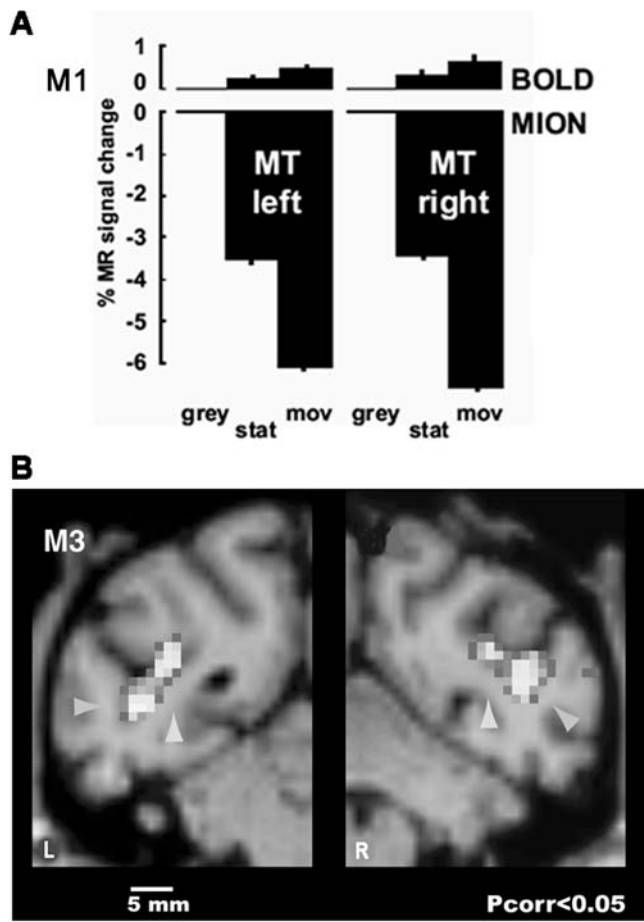 A
M1
% MR signal change
1
0
BOLD
0
MION
-1
-2
-3
-4
-5
-6
MT
left
MT
right
grey
stat
mov
grey
stat
mov
B
M3
L
R
5 mm
Pcorr<0.05